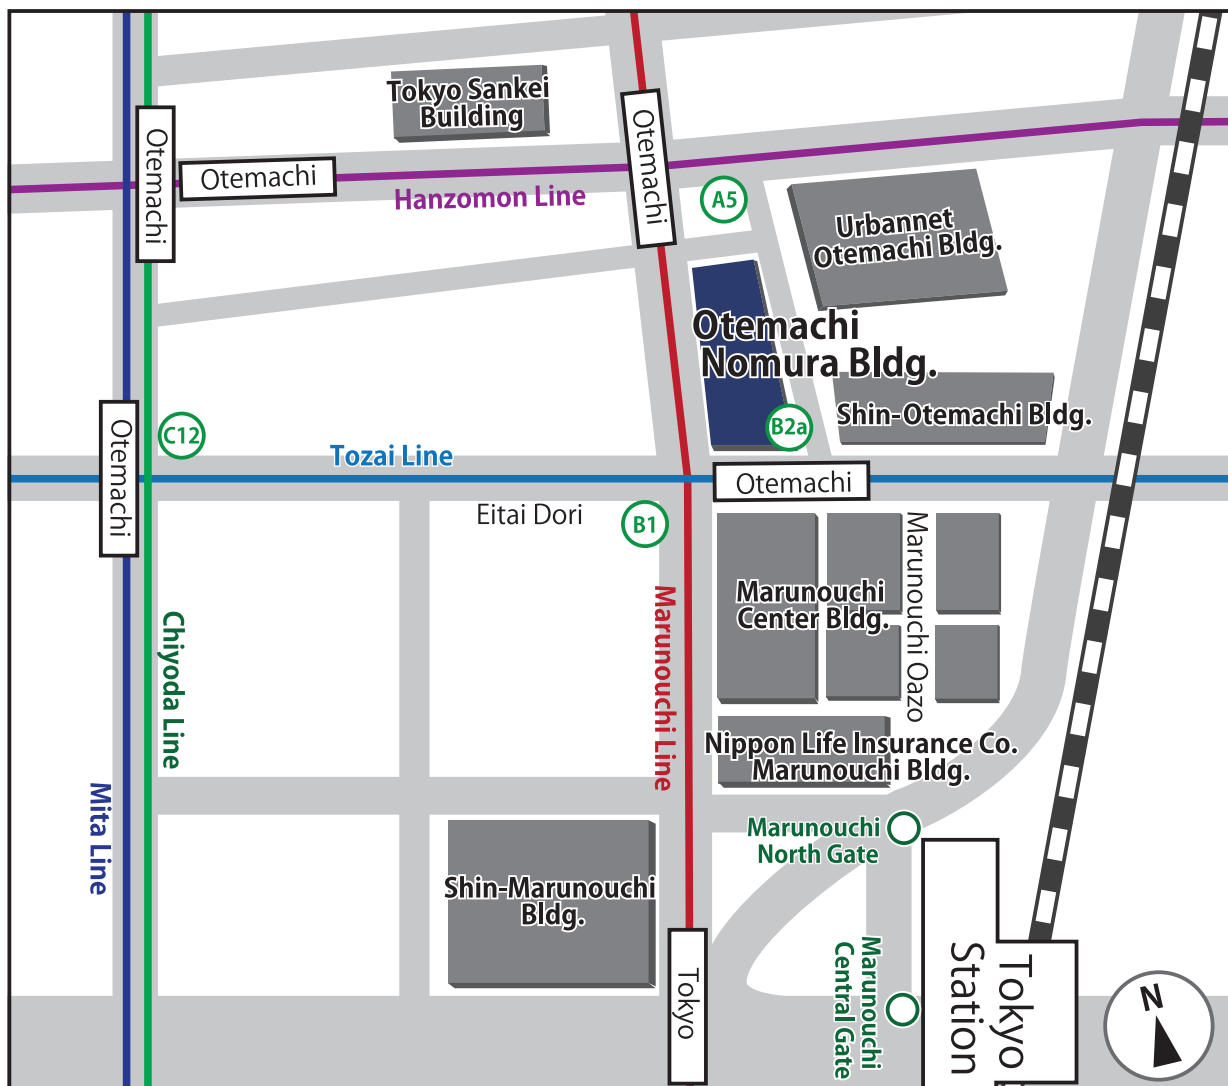 Tokyo Sankei
Building
Otemachi
Otemachi
Otemachi
Hanzomon Line
A5
Urbannet
Otemachi Bldg.
Otemachi
Nomura Bldg.
Shin-Otemachi Bldg.
B2a
C12
Otemachi
Tozai Line
Otemachi
Eitai Dori
B1
Marunouchi
Center Bldg.
Marunouchi Oazo
Chiyoda Line
Marunouchi Line
Mita Line
Nippon Life Insurance Co.
Marunouchi Bldg.
Marunouchi
North Gate
Shin-Marunouchi
Bldg.
Tokyo
Marunouchi
Central Gate
Tokyo
Station
N